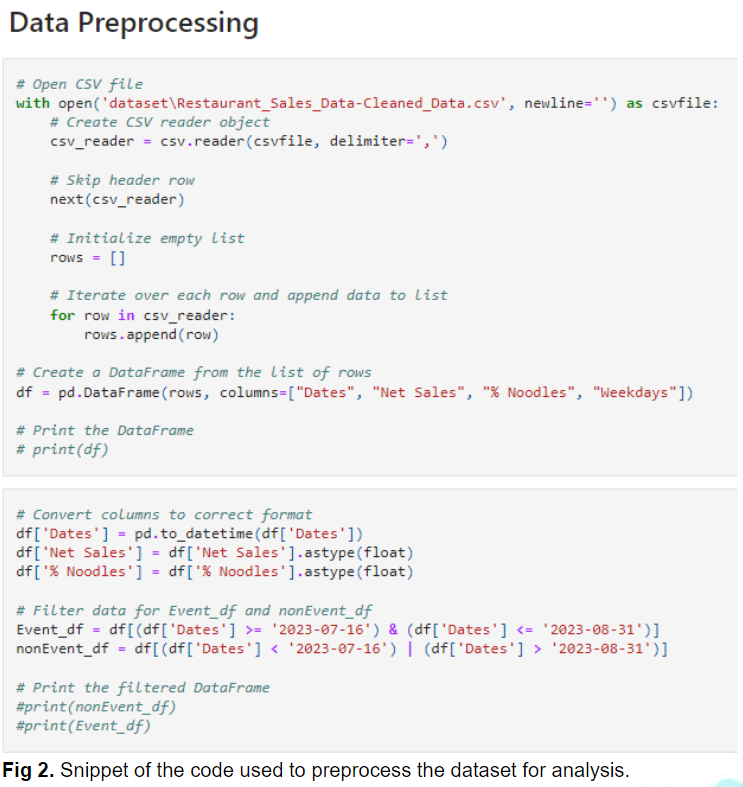 Data Preprocessing
# Open CSV file
with open('dataset\Restaurant_Sales_Data-Cleaned_Data.csv', newline='') as csvfile:
    # Create CSV reader object
    csv_reader = csv.reader(csvfile, delimiter=',')
    # Skip header row
    next(csv_reader)
    # Initialize empty list
    rows = []
    # Iterate over each row and append data to list
    for row in csv_reader:
        rows.append(row)
# Create a DataFrame from the list of rows
df = pd.DataFrame(rows, columns=["Dates", "Net Sales", "% Noodles", "Weekdays"])
# Print the DataFrame
# print(df)
# Convert columns to correct format
df['Dates'] = pd.to_datetime(df['Dates'])
df['Net Sales'] = df['Net Sales'].astype(float)
df['% Noodles'] = df['% Noodles'].astype(float)
# Filter data for Event_df and nonEvent_df
Event_df = df[(df['Dates'] >= '2023-07-16') & (df['Dates'] <= '2023-08-31')]
nonEvent_df = df[(df['Dates'] < '2023-07-16') | (df['Dates'] > '2023-08-31')]
# Print the filtered DataFrame
#print(nonEvent_df)
#print(Event_df)
Fig 2. Snippet of the code used to preprocess the dataset for analysis.